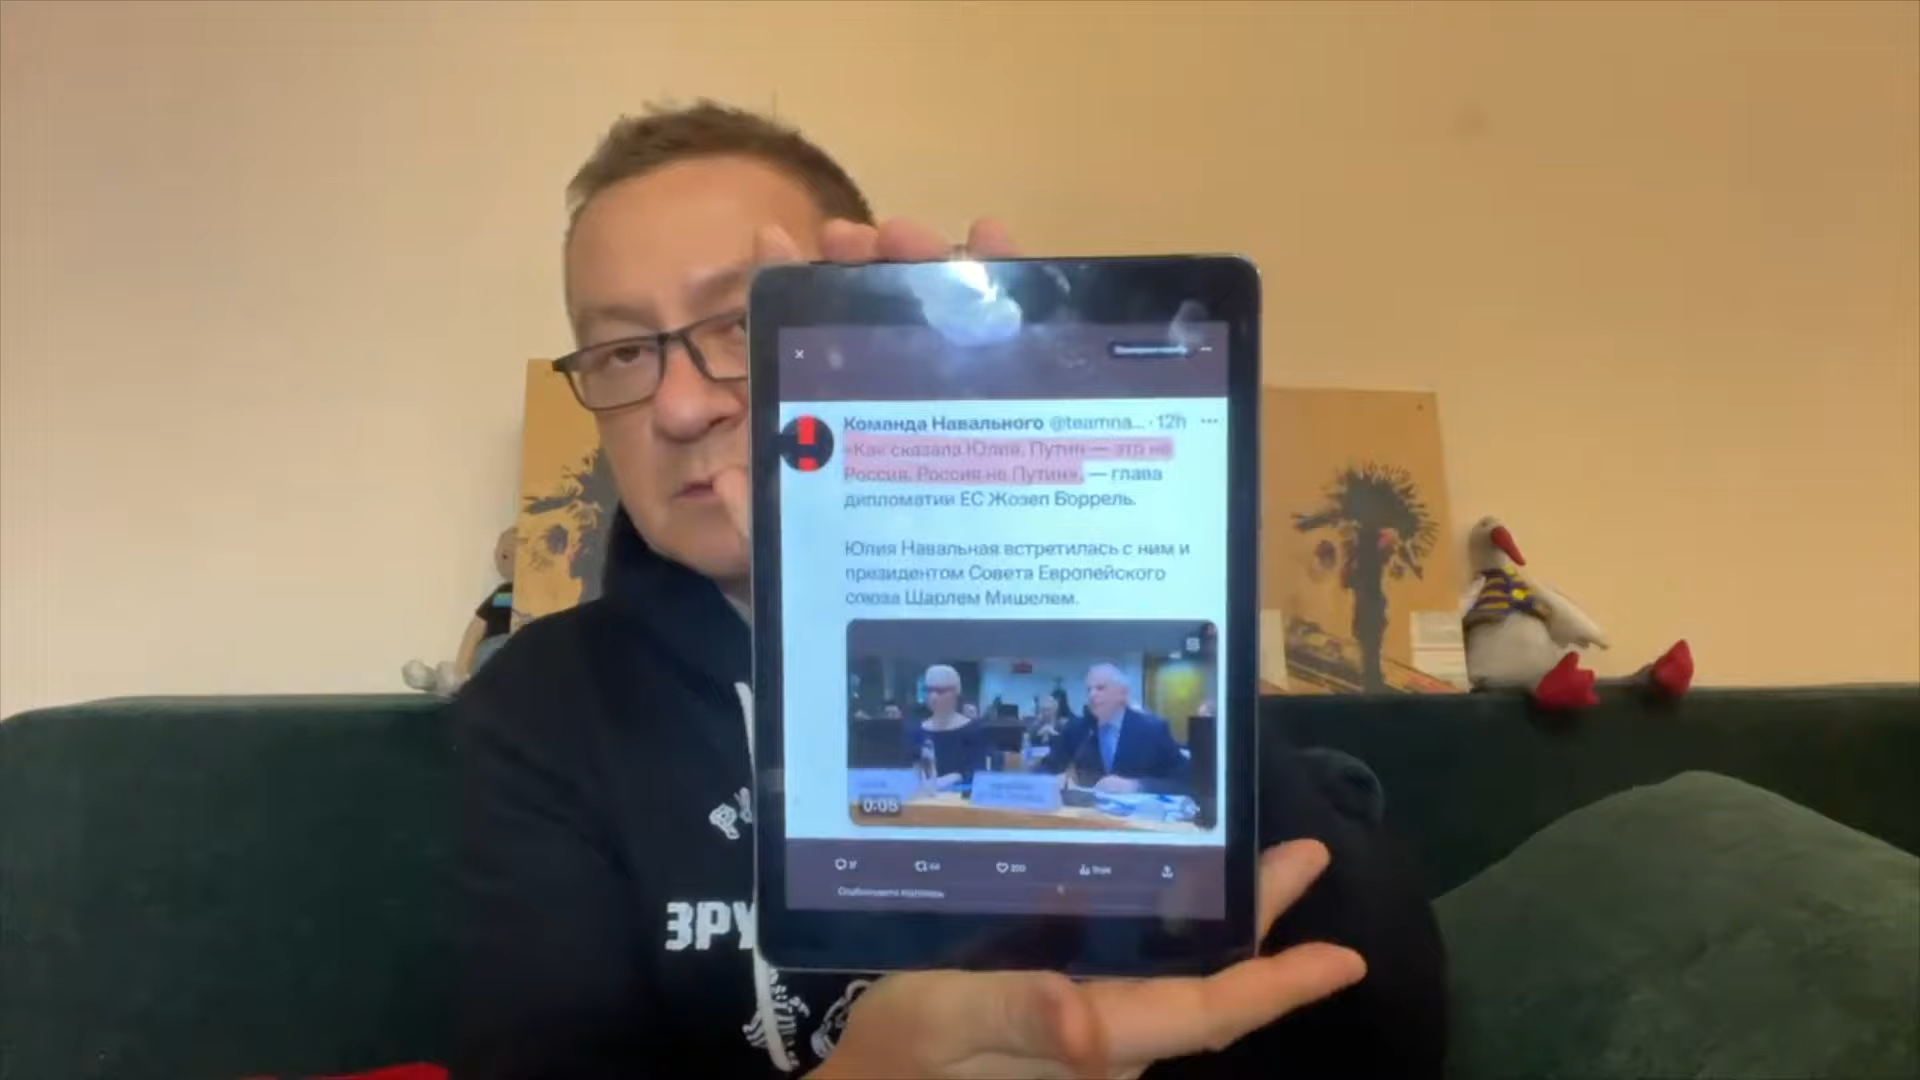 Команда Навального @teamna... · 12h
«Как сказала Юлия, Путин — это не
Россия. Россия не Путин», — глава
дипломатии ЕС Жозеп Боррель.
Юлия Навальная встретилась с ним и
президентом Совета Европейского
союза Шарлем Мишелем.
0:05
ЗРУ